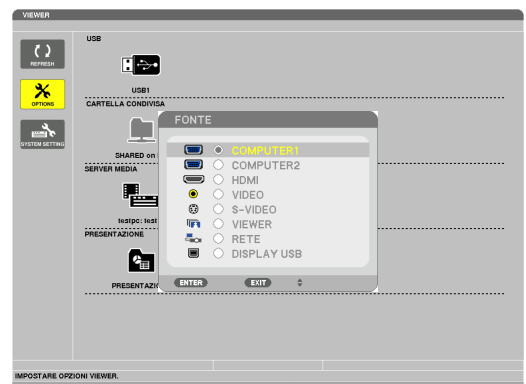 VIEWER
REFRESH
OPTIONS
SYSTEM SETTING
USB
USB1
CARTELLA CONDIVISA
SHARED on
SERVER MEDIA
testpc: test
PRESENTAZIONE
PRESENTAZIO
FONTE
COMPUTER1
COMPUTER2
HDMI
VIDEO
S-VIDEO
VIEWER
RETE
DISPLAY USB
ENTER
EXIT
IMPOSTARE OPZIONI VIEWER.